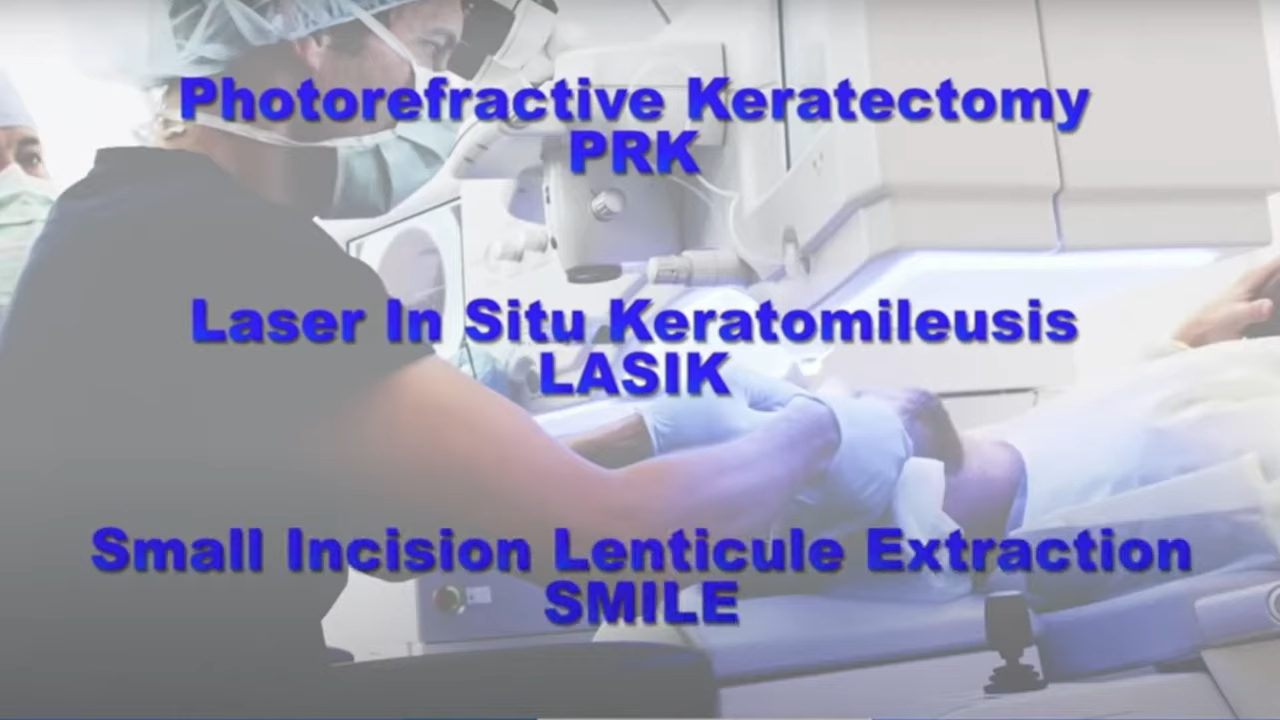 Photorefractive Keratectomy
PRK
Laser In Situ Keratomileusis
LASIK
Small Incision Lenticule Extraction
SMILE